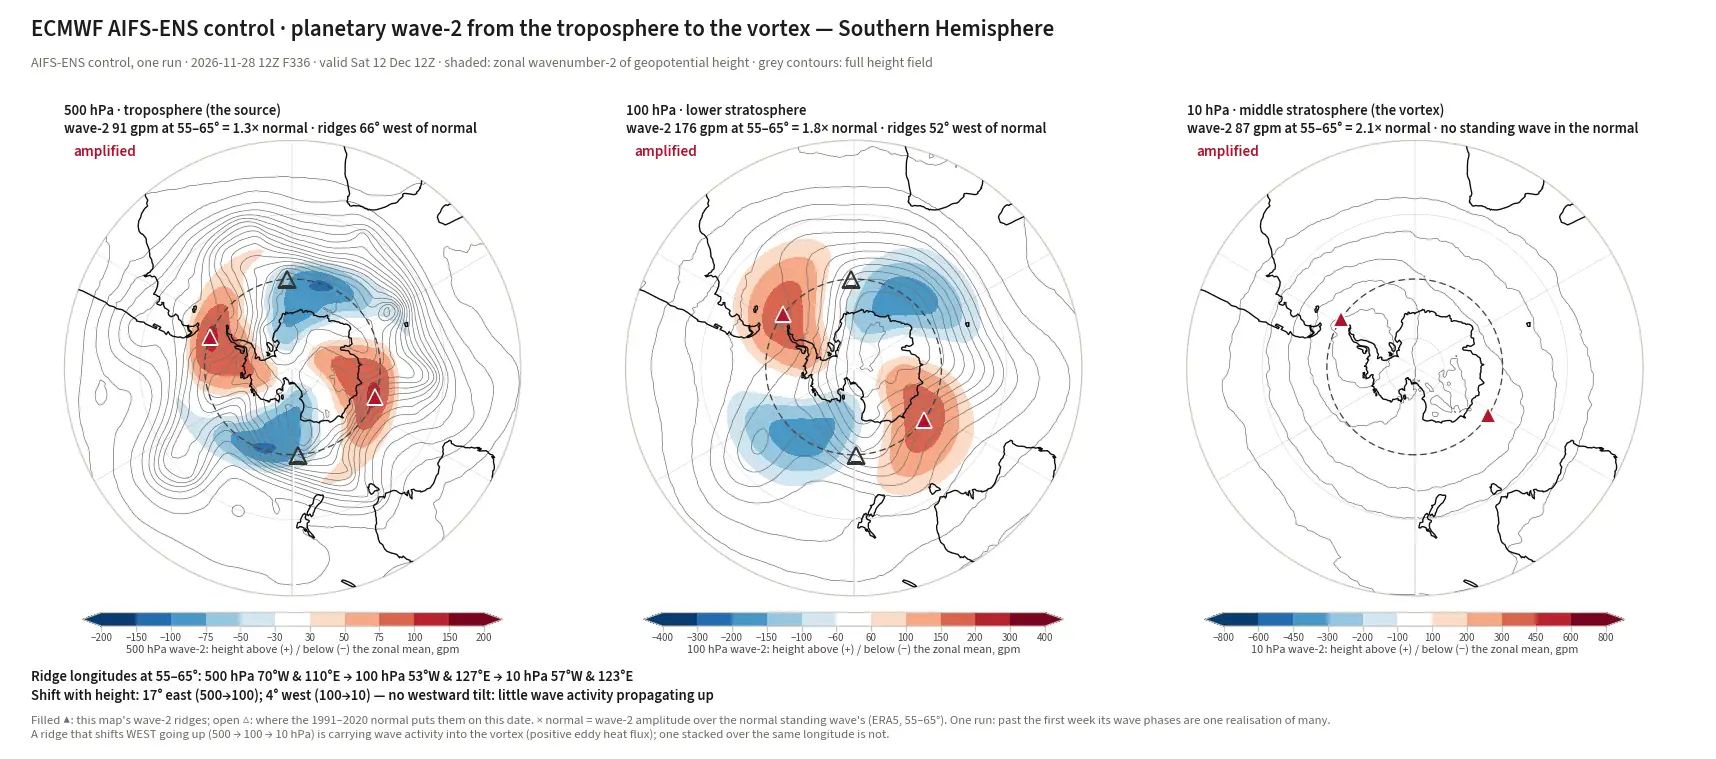 ECMWF AIFS-ENS control · planetary wave-2 from the troposphere to the vortex — Southern Hemisphere
AIFS-ENS control, one run · 2026-11-28 12Z F336 · valid Sat 12 Dec 12Z · shaded: zonal wavenumber-2 of geopotential height · grey contours: full height field
500 hPa · troposphere (the source)
wave-2 91 gpm at 55–65° = 1.3× normal · ridges 66° west of normal
amplified
100 hPa · lower stratosphere
wave-2 176 gpm at 55–65° = 1.8× normal · ridges 52° west of normal
amplified
10 hPa · middle stratosphere (the vortex)
wave-2 87 gpm at 55–65° = 2.1× normal · no standing wave in the normal
amplified
−200 −150 −100 −75 −50 −30 30 50 75 100 150 200
500 hPa wave-2: height above (+) / below (−) the zonal mean, gpm
−400 −300 −200 −150 −100 −60 60 100 150 200 300 400
100 hPa wave-2: height above (+) / below (−) the zonal mean, gpm
−800 −600 −450 −300 −200 −100 100 200 300 450 600 800
10 hPa wave-2: height above (+) / below (−) the zonal mean, gpm
Ridge longitudes at 55–65°: 500 hPa 70°W & 110°E → 100 hPa 53°W & 127°E → 10 hPa 57°W & 123°E
Shift with height: 17° east (500→100); 4° west (100→10) — no westward tilt: little wave activity propagating up
Filled ▲: this map's wave-2 ridges; open △: where the 1991–2020 normal puts them on this date. × normal = wave-2 amplitude over the normal standing wave's (ERA5, 55–65°). One run: past the first week its wave phases are one realisation of many.
A ridge that shifts WEST going up (500 → 100 → 10 hPa) is carrying wave activity into the vortex (positive eddy heat flux); one stacked over the same longitude is not.